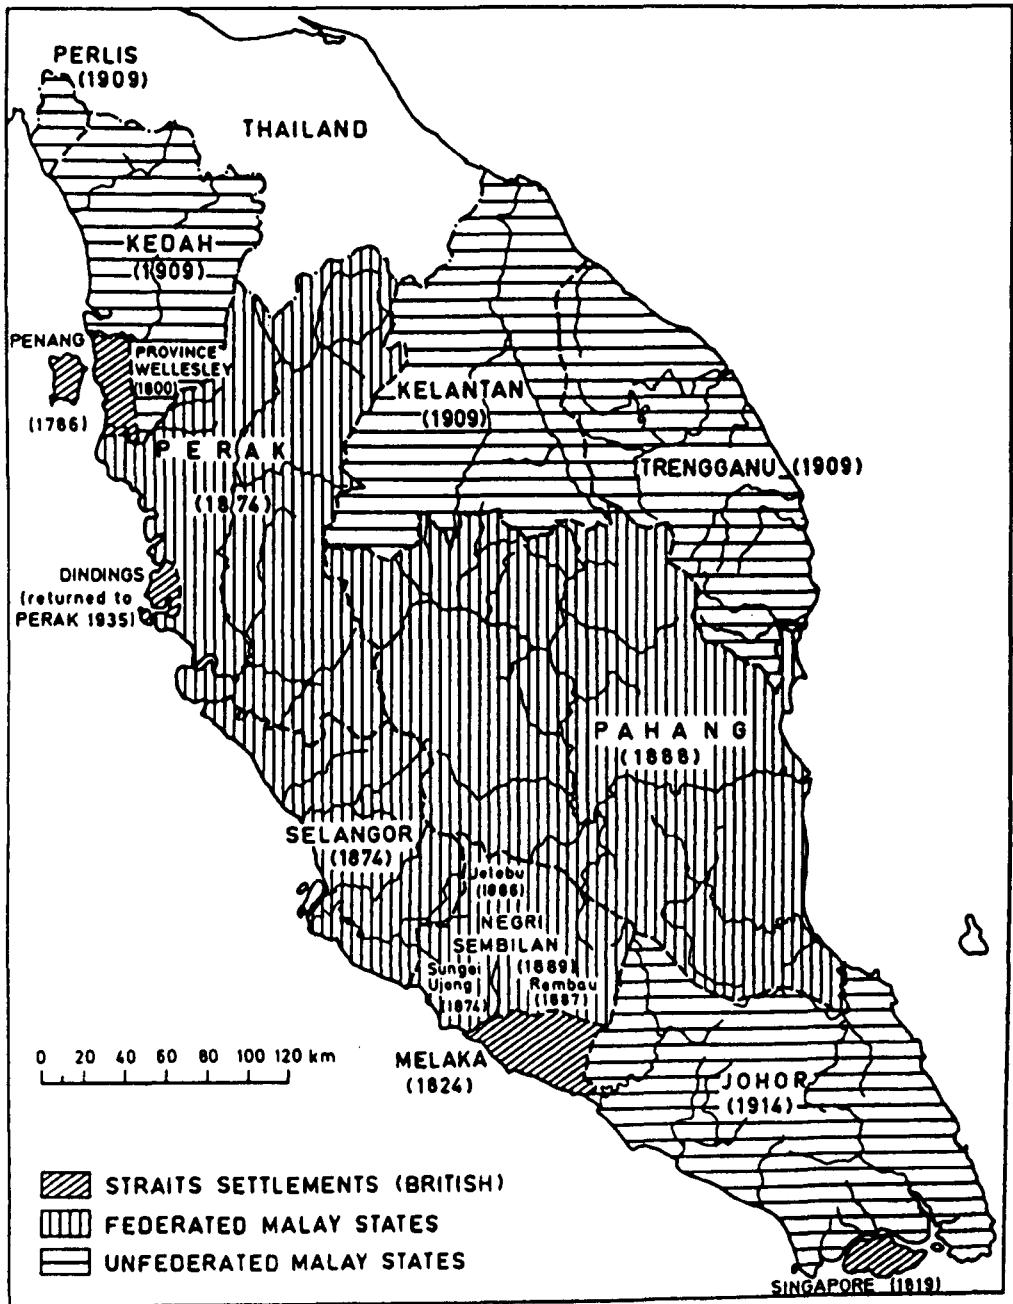 PERLIS
(1909)
THAILAND
KEDAH
(1909)
PENANG
(1786)
PROVINCE
WELLESLEY
(1800)
KELANTAN
(1909)
PERAK
(1874)
TRENGGANU (1909)
DINDINGS
(returned to
PERAK 1935)
PAHANG
(1888)
SELANGOR
(1874)
Jelebu
(1886)
NEGRI
SEMBILAN
(1889)
Sungei
Ujong
(1874)
Rembau
(1887)
0 20 40 60 80 100 120 km
MELAKA
(1824)
JOHOR
(1914)
STRAITS SETTLEMENTS (BRITISH)
FEDERATED MALAY STATES
UNFEDERATED MALAY STATES
SINGAPORE (1819)